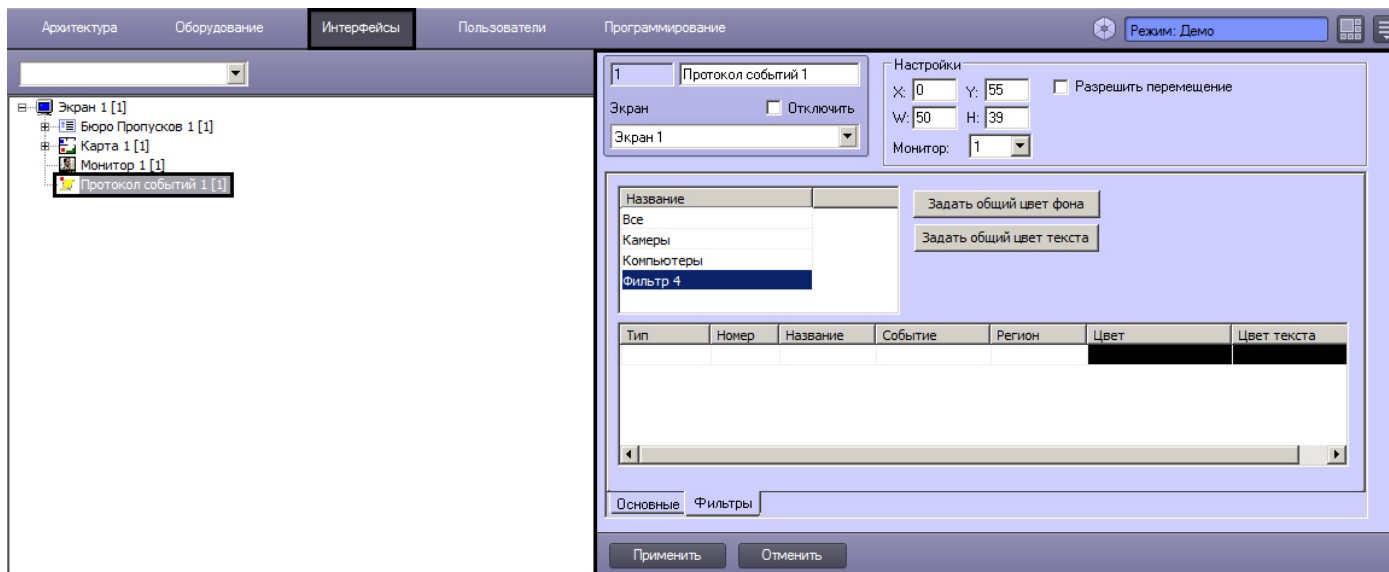 Архитектура Оборудование Интерфейсы Пользователи Программирование Режим: Демо
Экран 1 [1]
Бюро Пропусков 1 [1]
Карта 1 [1]
Монитор 1 [1]
Протокол событий 1 [1]
1 Протокол событий 1
Экран Отключить
Экран 1
Настройки
X: 0 Y: 55 Разрешить перемещение
W: 50 H: 39
Монитор: 1
Название
Все
Камеры
Компьютеры
Фильтр 4
Задать общий цвет фона
Задать общий цвет текста
Тип Номер Название Событие Регион Цвет Цвет текста
Основные Фильтры
Применить Отменить